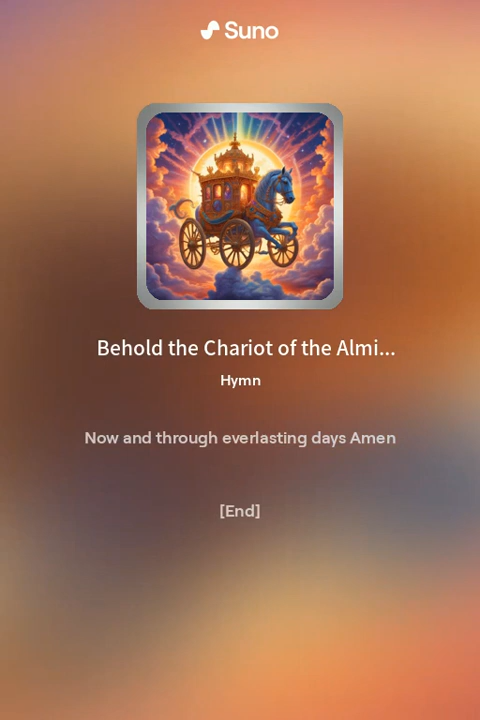 Suno
Behold the Chariot of the Almi...
Hymn
Now and through everlasting days Amen
[End]